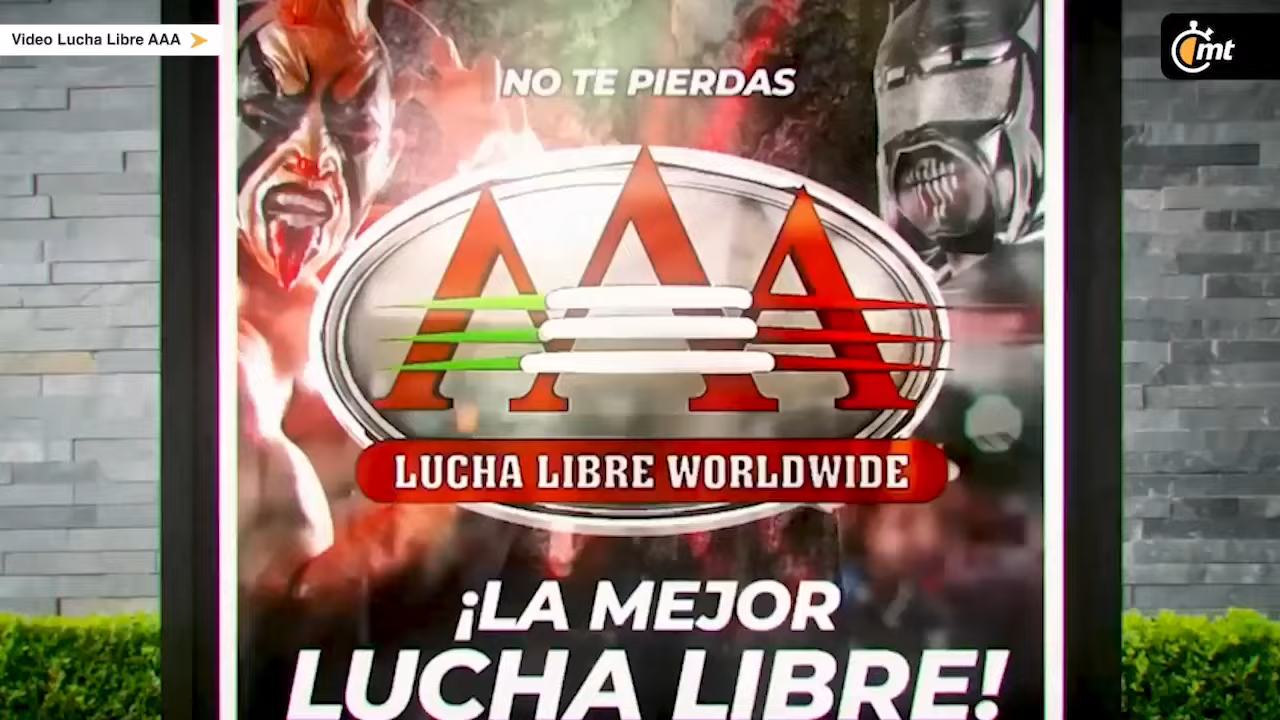 Video Lucha Libre AAA
mt
NO TE PIERDAS
AAA
LUCHA LIBRE WORLDWIDE
¡LA MEJOR
LUCHA LIBRE!